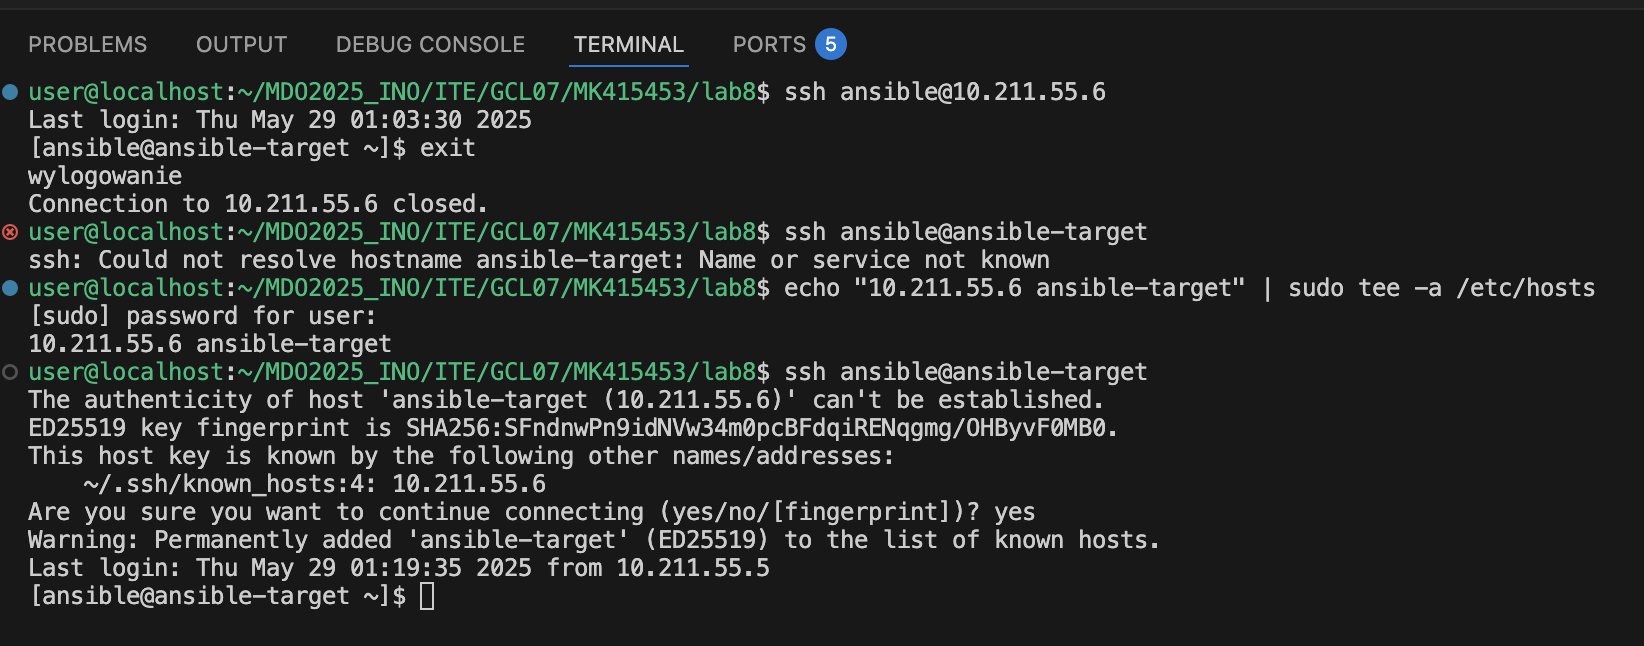 PROBLEMS OUTPUT DEBUG CONSOLE TERMINAL PORTS 5
user@localhost:~/MDO2025_INO/ITE/GCL07/MK415453/lab8$ ssh ansible@10.211.55.6
Last login: Thu May 29 01:03:30 2025
[ansible@ansible-target ~]$ exit
wylogowanie
Connection to 10.211.55.6 closed.
user@localhost:~/MDO2025_INO/ITE/GCL07/MK415453/lab8$ ssh ansible@ansible-target
ssh: Could not resolve hostname ansible-target: Name or service not known
user@localhost:~/MDO2025_INO/ITE/GCL07/MK415453/lab8$ echo "10.211.55.6 ansible-target" | sudo tee -a /etc/hosts
[sudo] password for user:
10.211.55.6 ansible-target
user@localhost:~/MDO2025_INO/ITE/GCL07/MK415453/lab8$ ssh ansible@ansible-target
The authenticity of host 'ansible-target (10.211.55.6)' can't be established.
ED25519 key fingerprint is SHA256:SFndnwPn9idNVw34m0pcBFdqiRENqgmg/OHByvF0MB0.
This host key is known by the following other names/addresses:
    ~/.ssh/known_hosts:4: 10.211.55.6
Are you sure you want to continue connecting (yes/no/[fingerprint])? yes
Warning: Permanently added 'ansible-target' (ED25519) to the list of known hosts.
Last login: Thu May 29 01:19:35 2025 from 10.211.55.5
[ansible@ansible-target ~]$